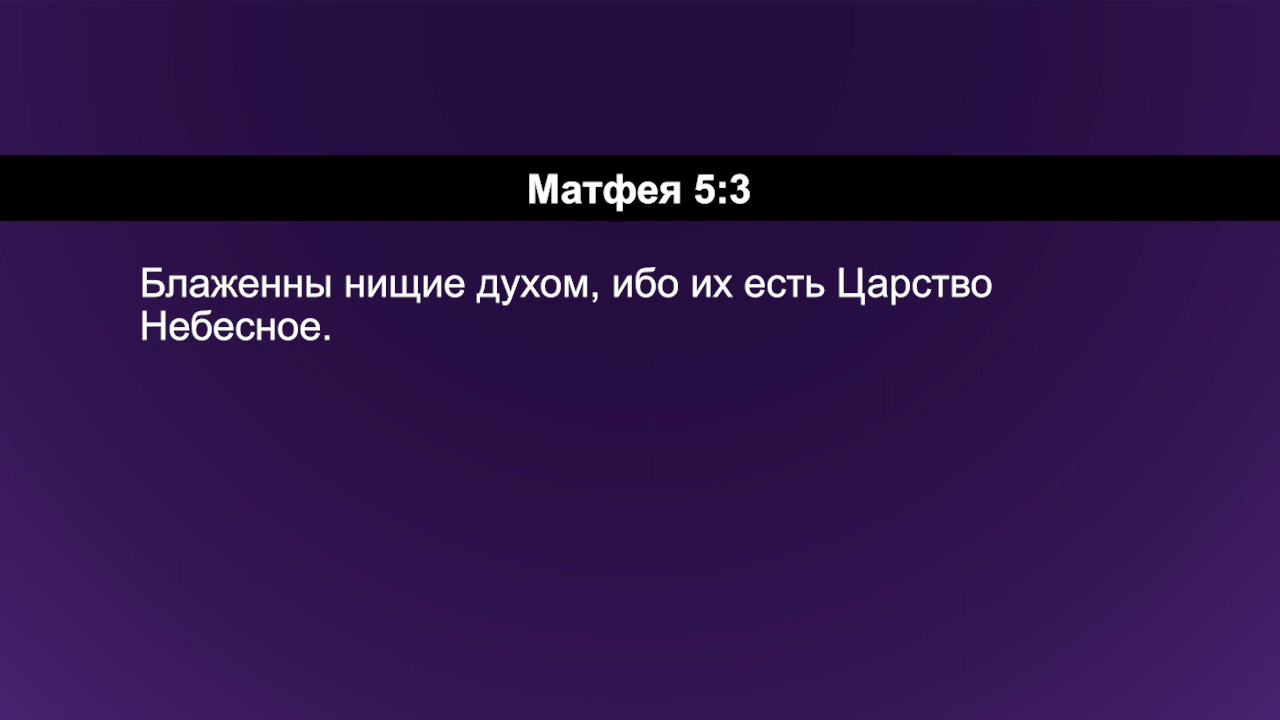 Матфея 5:3
Блаженны нищие духом, ибо их есть Царство
Небесное.